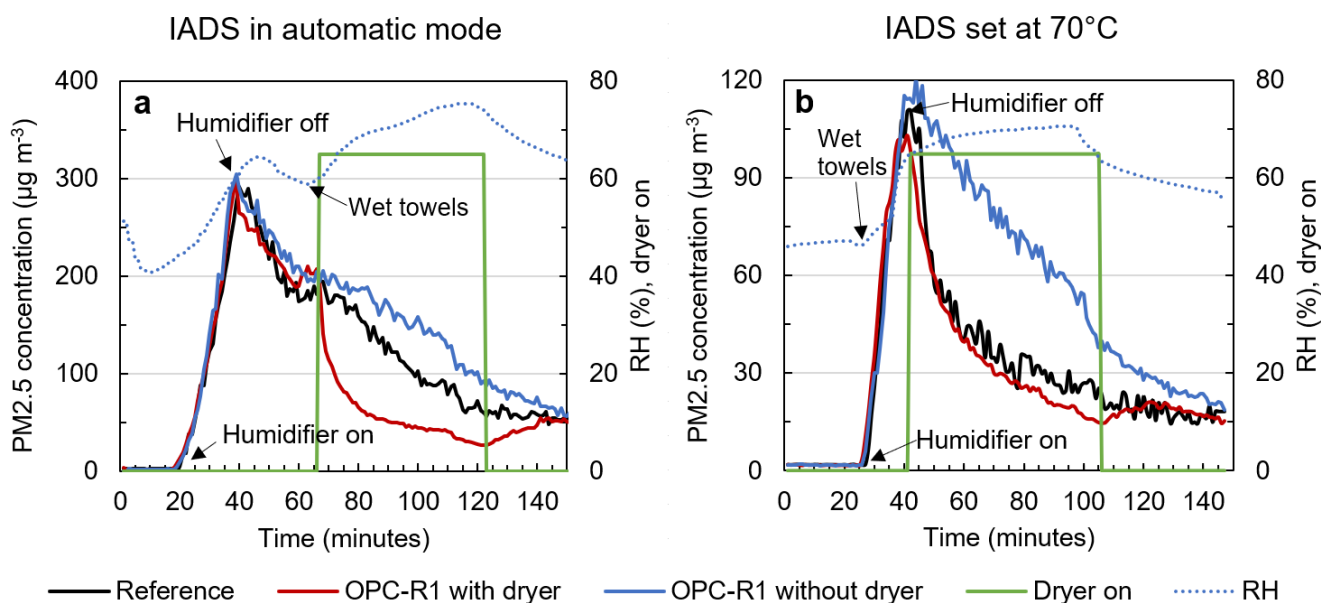 IADS in automatic mode
IADS set at 70°C
PM2.5 concentration (µg m⁻³)
400
300
200
100
0
a
Humidifier off
Wet towels
Humidifier on
80
60
40
20
0
RH (%), dryer on
0 20 40 60 80 100 120 140
Time (minutes)
PM2.5 concentration (µg m⁻³)
120
90
60
30
0
b
Humidifier off
Wet
towels
Humidifier on
80
60
40
20
0
RH (%), dryer on
0 20 40 60 80 100 120 140
Time (minutes)
Reference OPC-R1 with dryer OPC-R1 without dryer Dryer on RH